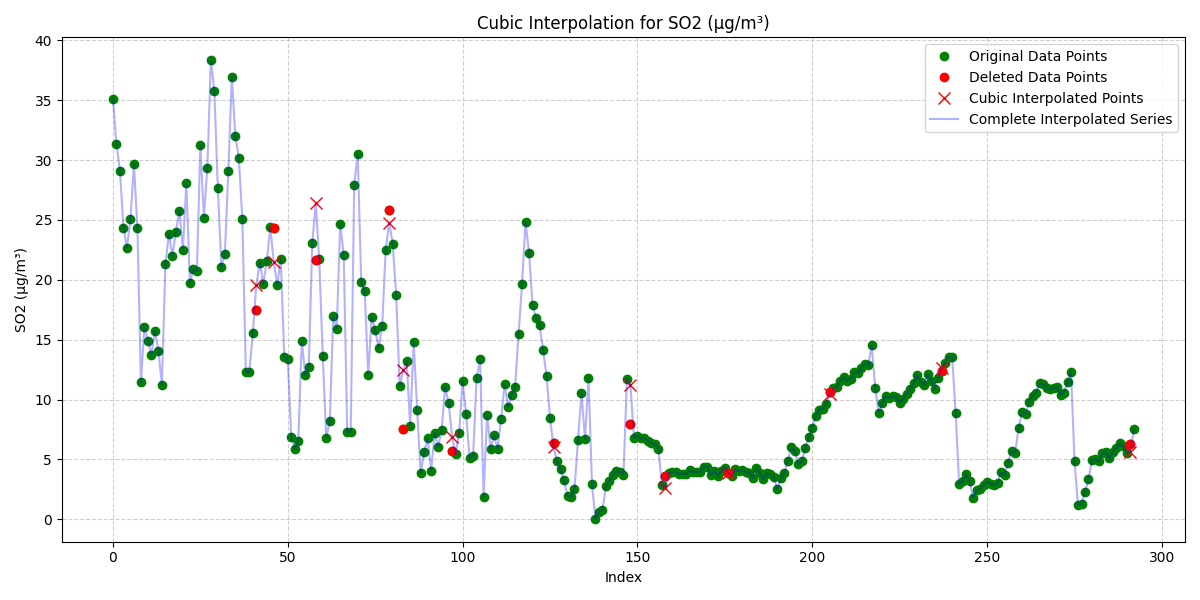 Cubic Interpolation for SO2 (µg/m³)
Original Data Points
Deleted Data Points
Cubic Interpolated Points
Complete Interpolated Series
SO2 (µg/m³)
40
35
30
25
20
15
10
5
0
0 50 100 150 200 250 300
Index